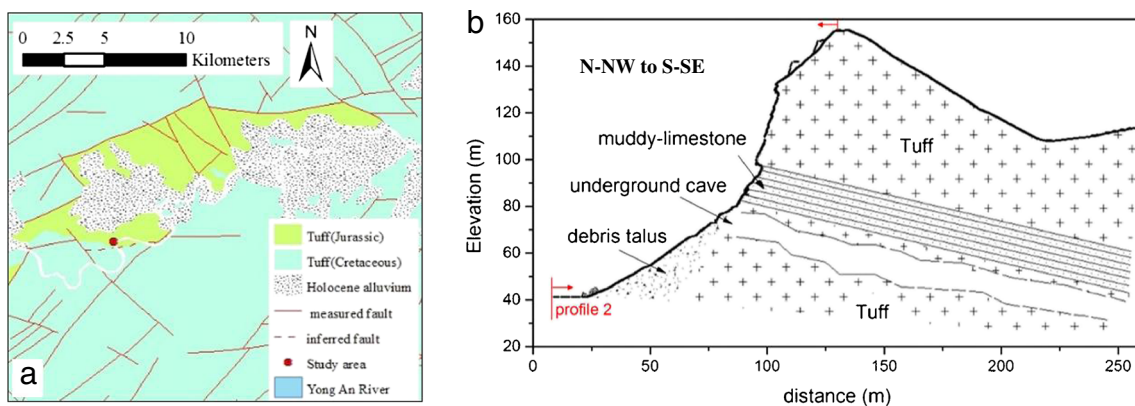 0 2.5 5 10
Kilometers
N
Tuff(Jurassic)
Tuff(Cretaceous)
Holocene alluvium
measured fault
inferred fault
Study area
Yong An River
a
b
160
140
120
100
80
60
40
20
Elevation (m)
N-NW to S-SE
Tuff
muddy-limestone
underground cave
debris talus
profile 2
Tuff
0 50 100 150 200 250
distance (m)